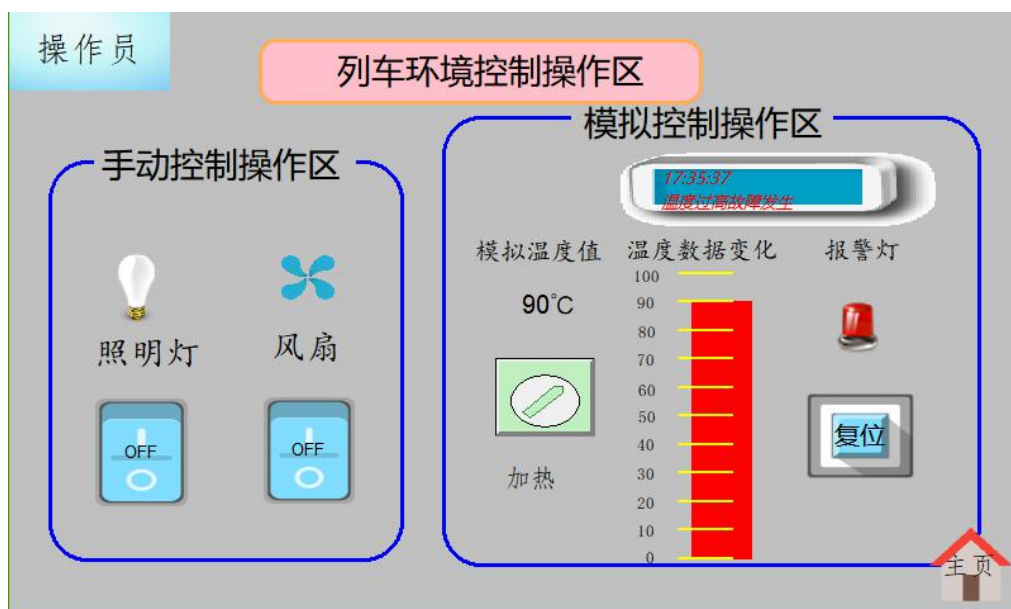 操作员
列车环境控制操作区
手动控制操作区
照明灯
风扇
OFF
OFF
模拟控制操作区
17:35:37
温度过高故障发生
模拟温度值
温度数据变化
报警灯
90℃
100
90
80
70
60
50
40
30
20
10
0
加热
复位
主页